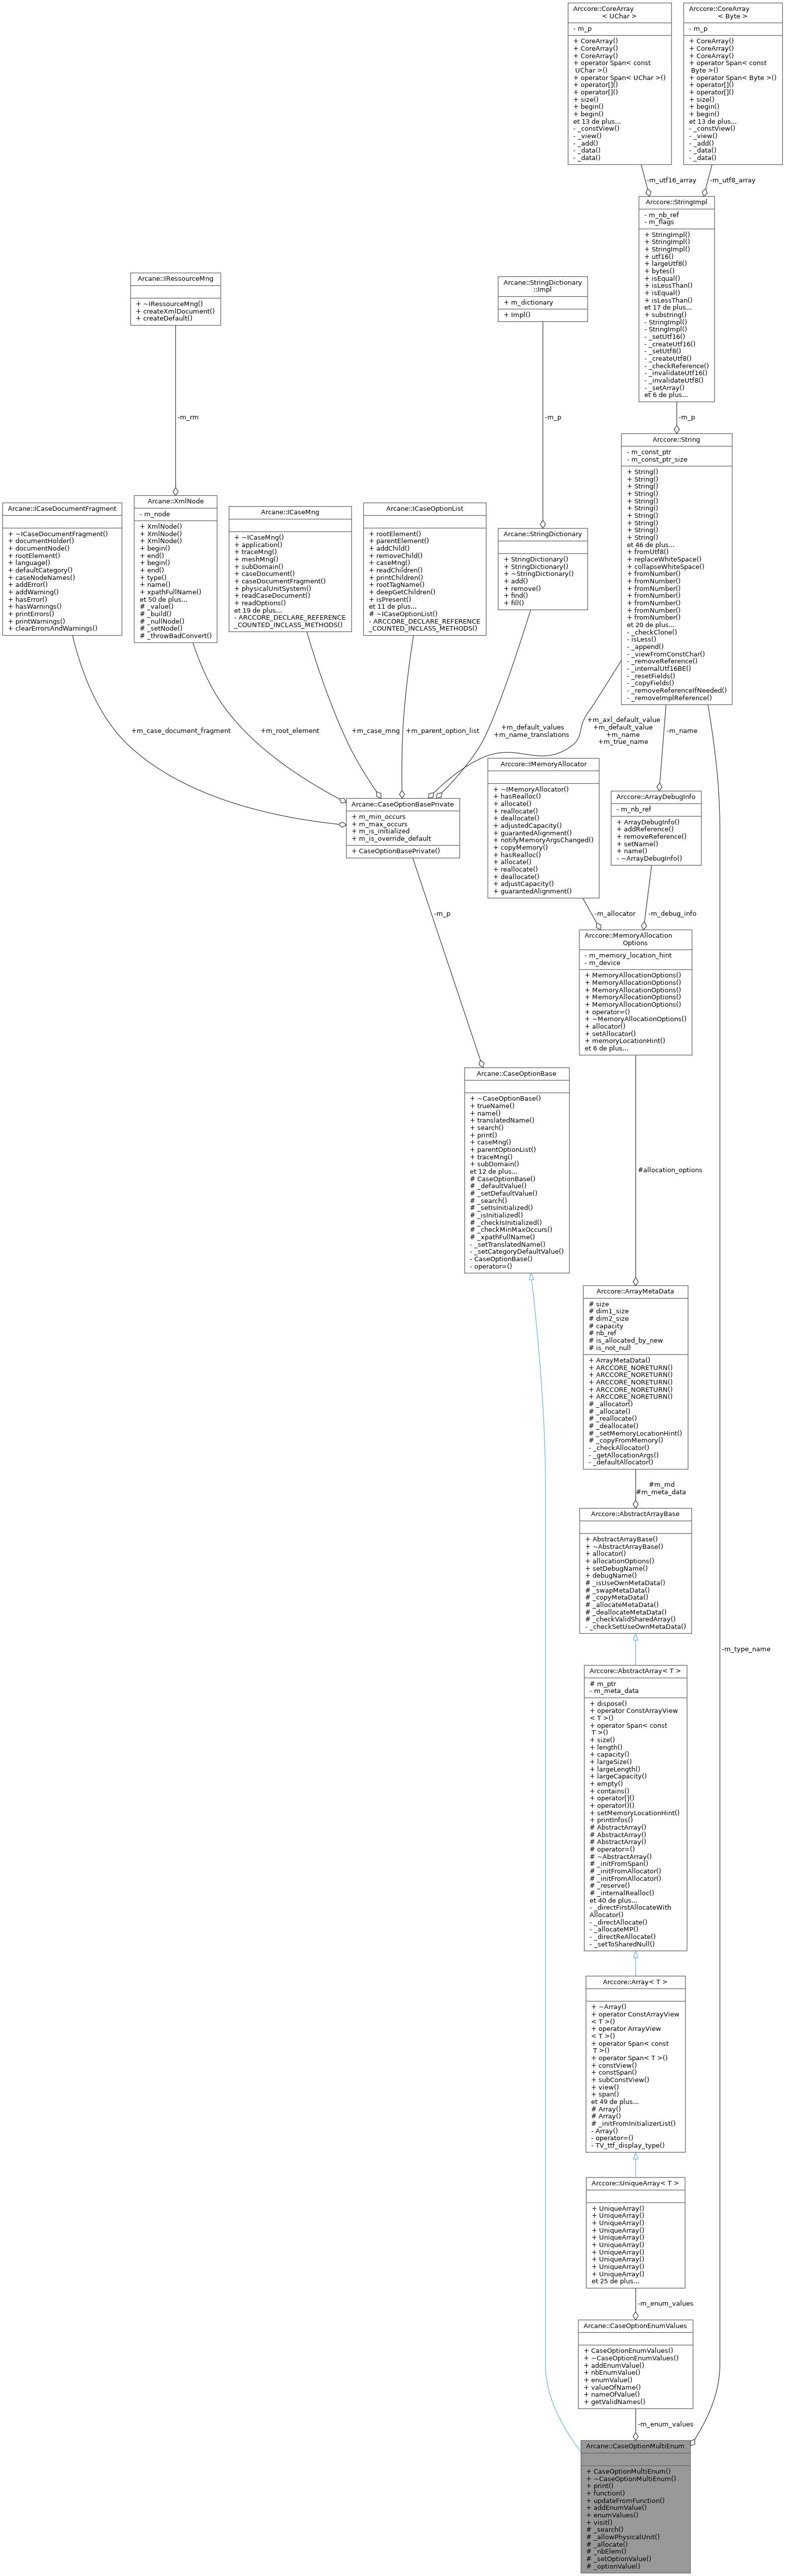 Arccore::CoreArray
< UChar >
- m_p
+ CoreArray()
+ CoreArray()
+ CoreArray()
+ operator Span< const
UChar >()
+ operator Span< UChar >()
+ operator[]()
+ operator[]()
+ size()
+ begin()
+ begin()
et 13 de plus...
- _constView()
- _view()
- _add()
- _data()
- _data()
Arccore::CoreArray
< Byte >
- m_p
+ CoreArray()
+ CoreArray()
+ CoreArray()
+ operator Span< const
Byte >()
+ operator Span< Byte >()
+ operator[]()
+ operator[]()
+ size()
+ begin()
+ begin()
et 13 de plus...
- _constView()
- _view()
- _add()
- _data()
- _data()
-m_utf16_array
-m_utf8_array
Arccore::StringImpl
- m_nb_ref
- m_flags
+ StringImpl()
+ StringImpl()
+ StringImpl()
+ utf16()
+ largeUtf8()
+ bytes()
+ isEqual()
+ isLessThan()
+ isEqual()
+ isLessThan()
et 17 de plus...
+ substring()
- StringImpl()
- StringImpl()
- _setUtf16()
- _createUtf16()
- _setUtf8()
- _createUtf8()
- _checkReference()
- _invalidateUtf16()
- _invalidateUtf8()
- _setArray()
et 6 de plus...
Arcane::IRessourceMng
+ ~IRessourceMng()
+ createXmlDocument()
+ createDefault()
Arcane::StringDictionary
::Impl
+ m_dictionary
+ Impl()
-m_rm
-m_p
-m_p
Arccore::String
- m_const_ptr
- m_const_ptr_size
+ String()
+ String()
+ String()
+ String()
+ String()
+ String()
+ String()
+ String()
+ String()
+ String()
et 46 de plus...
+ fromUtf8()
+ replaceWhiteSpace()
+ collapseWhiteSpace()
+ fromNumber()
+ fromNumber()
+ fromNumber()
+ fromNumber()
+ fromNumber()
+ fromNumber()
+ fromNumber()
et 20 de plus...
- _checkClone()
- isLess()
- _append()
- _viewFromConstChar()
- _removeReference()
- _internalUtf16BE()
- _resetFields()
- _copyFields()
- _removeReferenceIfNeeded()
- _removeImplReference()
Arcane::ICaseDocumentFragment
+ ~ICaseDocumentFragment()
+ documentHolder()
+ documentNode()
+ rootElement()
+ language()
+ defaultCategory()
+ caseNodeNames()
+ addError()
+ addWarning()
+ hasError()
+ hasWarnings()
+ printErrors()
+ printWarnings()
+ clearErrorsAndWarnings()
Arcane::XmlNode
- m_node
+ XmlNode()
+ XmlNode()
+ XmlNode()
+ begin()
+ end()
+ begin()
+ end()
+ type()
+ name()
+ xpathFullName()
et 50 de plus...
# _value()
# _build()
# _nullNode()
# _setNode()
# _throwBadConvert()
Arcane::ICaseMng
+ ~ICaseMng()
+ application()
+ traceMng()
+ meshMng()
+ subDomain()
+ caseDocument()
+ caseDocumentFragment()
+ physicalUnitSystem()
+ readCaseDocument()
+ readOptions()
et 19 de plus...
- ARCCORE_DECLARE_REFERENCE
_COUNTED_INCLASS_METHODS()
Arcane::ICaseOptionList
+ rootElement()
+ parentElement()
+ addChild()
+ removeChild()
+ caseMng()
+ readChildren()
+ printChildren()
+ rootTagName()
+ deepGetChildren()
+ isPresent()
et 11 de plus...
# ~ICaseOptionList()
- ARCCORE_DECLARE_REFERENCE
_COUNTED_INCLASS_METHODS()
Arcane::StringDictionary
+ StringDictionary()
+ StringDictionary()
+ ~StringDictionary()
+ add()
+ remove()
+ find()
+ fill()
+m_case_document_fragment
+m_root_element
+m_case_mng
+m_parent_option_list
+m_default_values
+m_name_translations
+m_axl_default_value
+m_default_value
+m_name
+m_true_name
-m_name
Arccore::IMemoryAllocator
+ ~IMemoryAllocator()
+ hasRealloc()
+ allocate()
+ reallocate()
+ deallocate()
+ adjustedCapacity()
+ guarantedAlignment()
+ notifyMemoryArgsChanged()
+ copyMemory()
+ hasRealloc()
+ allocate()
+ reallocate()
+ deallocate()
+ adjustCapacity()
+ guarantedAlignment()
Arccore::ArrayDebugInfo
- m_nb_ref
+ ArrayDebugInfo()
+ addReference()
+ removeReference()
+ setName()
+ name()
- ~ArrayDebugInfo()
Arcane::CaseOptionBasePrivate
+ m_min_occurs
+ m_max_occurs
+ m_is_initialized
+ m_is_override_default
+ CaseOptionBasePrivate()
-m_p
-m_allocator
-m_debug_info
Arccore::MemoryAllocation
Options
- m_memory_location_hint
- m_device
+ MemoryAllocationOptions()
+ MemoryAllocationOptions()
+ MemoryAllocationOptions()
+ MemoryAllocationOptions()
+ MemoryAllocationOptions()
+ operator=()
+ ~MemoryAllocationOptions()
+ allocator()
+ setAllocator()
+ memoryLocationHint()
et 6 de plus...
Arcane::CaseOptionBase
+ ~CaseOptionBase()
+ trueName()
+ name()
+ translatedName()
+ search()
+ print()
+ caseMng()
+ parentOptionList()
+ traceMng()
+ subDomain()
et 12 de plus...
# CaseOptionBase()
# _defaultValue()
# _setDefaultValue()
# _search()
# _setIsInitialized()
# _isInitialized()
# _checkIsInitialized()
# _checkMinMaxOccurs()
# _xpathFullName()
- _setTranslatedName()
- _setCategoryDefaultValue()
- CaseOptionBase()
- operator=()
#allocation_options
Arccore::ArrayMetaData
# size
# dim1_size
# dim2_size
# capacity
# nb_ref
# is_allocated_by_new
# is_not_null
+ ArrayMetaData()
+ ARCCORE_NORETURN()
+ ARCCORE_NORETURN()
+ ARCCORE_NORETURN()
+ ARCCORE_NORETURN()
+ ARCCORE_NORETURN()
# _allocator()
# _allocate()
# _reallocate()
# _deallocate()
# _setMemoryLocationHint()
# _copyFromMemory()
- _checkAllocator()
- _getAllocationArgs()
- _defaultAllocator()
#m_md
#m_meta_data
Arccore::AbstractArrayBase
+ AbstractArrayBase()
+ ~AbstractArrayBase()
+ allocator()
+ allocationOptions()
+ setDebugName()
+ debugName()
# _isUseOwnMetaData()
# _swapMetaData()
# _copyMetaData()
# _allocateMetaData()
# _deallocateMetaData()
# _checkValidSharedArray()
- _checkSetUseOwnMetaData()
-m_type_name
Arccore::AbstractArray< T >
# m_ptr
- m_meta_data
+ dispose()
+ operator ConstArrayView
< T >()
+ operator Span< const
T >()
+ size()
+ length()
+ capacity()
+ largeSize()
+ largeLength()
+ largeCapacity()
+ empty()
+ contains()
+ operator[]()
+ operator()()
+ setMemoryLocationHint()
+ printInfos()
# AbstractArray()
# AbstractArray()
# AbstractArray()
# operator=()
# ~AbstractArray()
# _initFromSpan()
# _initFromAllocator()
# _initFromAllocator()
# _reserve()
# _internalRealloc()
et 40 de plus...
- _directFirstAllocateWith
Allocator()
- _directAllocate()
- _allocateMP()
- _directReAllocate()
- _setToSharedNull()
Arccore::Array< T >
+ ~Array()
+ operator ConstArrayView
< T >()
+ operator ArrayView
< T >()
+ operator Span< const
T >()
+ operator Span< T >()
+ constView()
+ constSpan()
+ subConstView()
+ view()
+ span()
et 49 de plus...
# Array()
# Array()
# _initFromInitializerList()
- Array()
- operator=()
- TV_ttf_display_type()
Arccore::UniqueArray< T >
+ UniqueArray()
+ UniqueArray()
+ UniqueArray()
+ UniqueArray()
+ UniqueArray()
+ UniqueArray()
+ UniqueArray()
+ UniqueArray()
+ UniqueArray()
+ UniqueArray()
et 25 de plus...
-m_enum_values
Arcane::CaseOptionEnumValues
+ CaseOptionEnumValues()
+ ~CaseOptionEnumValues()
+ addEnumValue()
+ nbEnumValue()
+ enumValue()
+ valueOfName()
+ nameOfValue()
+ getValidNames()
-m_enum_values
Arcane::CaseOptionMultiEnum
+ CaseOptionMultiEnum()
+ ~CaseOptionMultiEnum()
+ print()
+ function()
+ updateFromFunction()
+ addEnumValue()
+ enumValues()
+ visit()
# _search()
# _allowPhysicalUnit()
# _allocate()
# _nbElem()
# _setOptionValue()
# _optionValue()